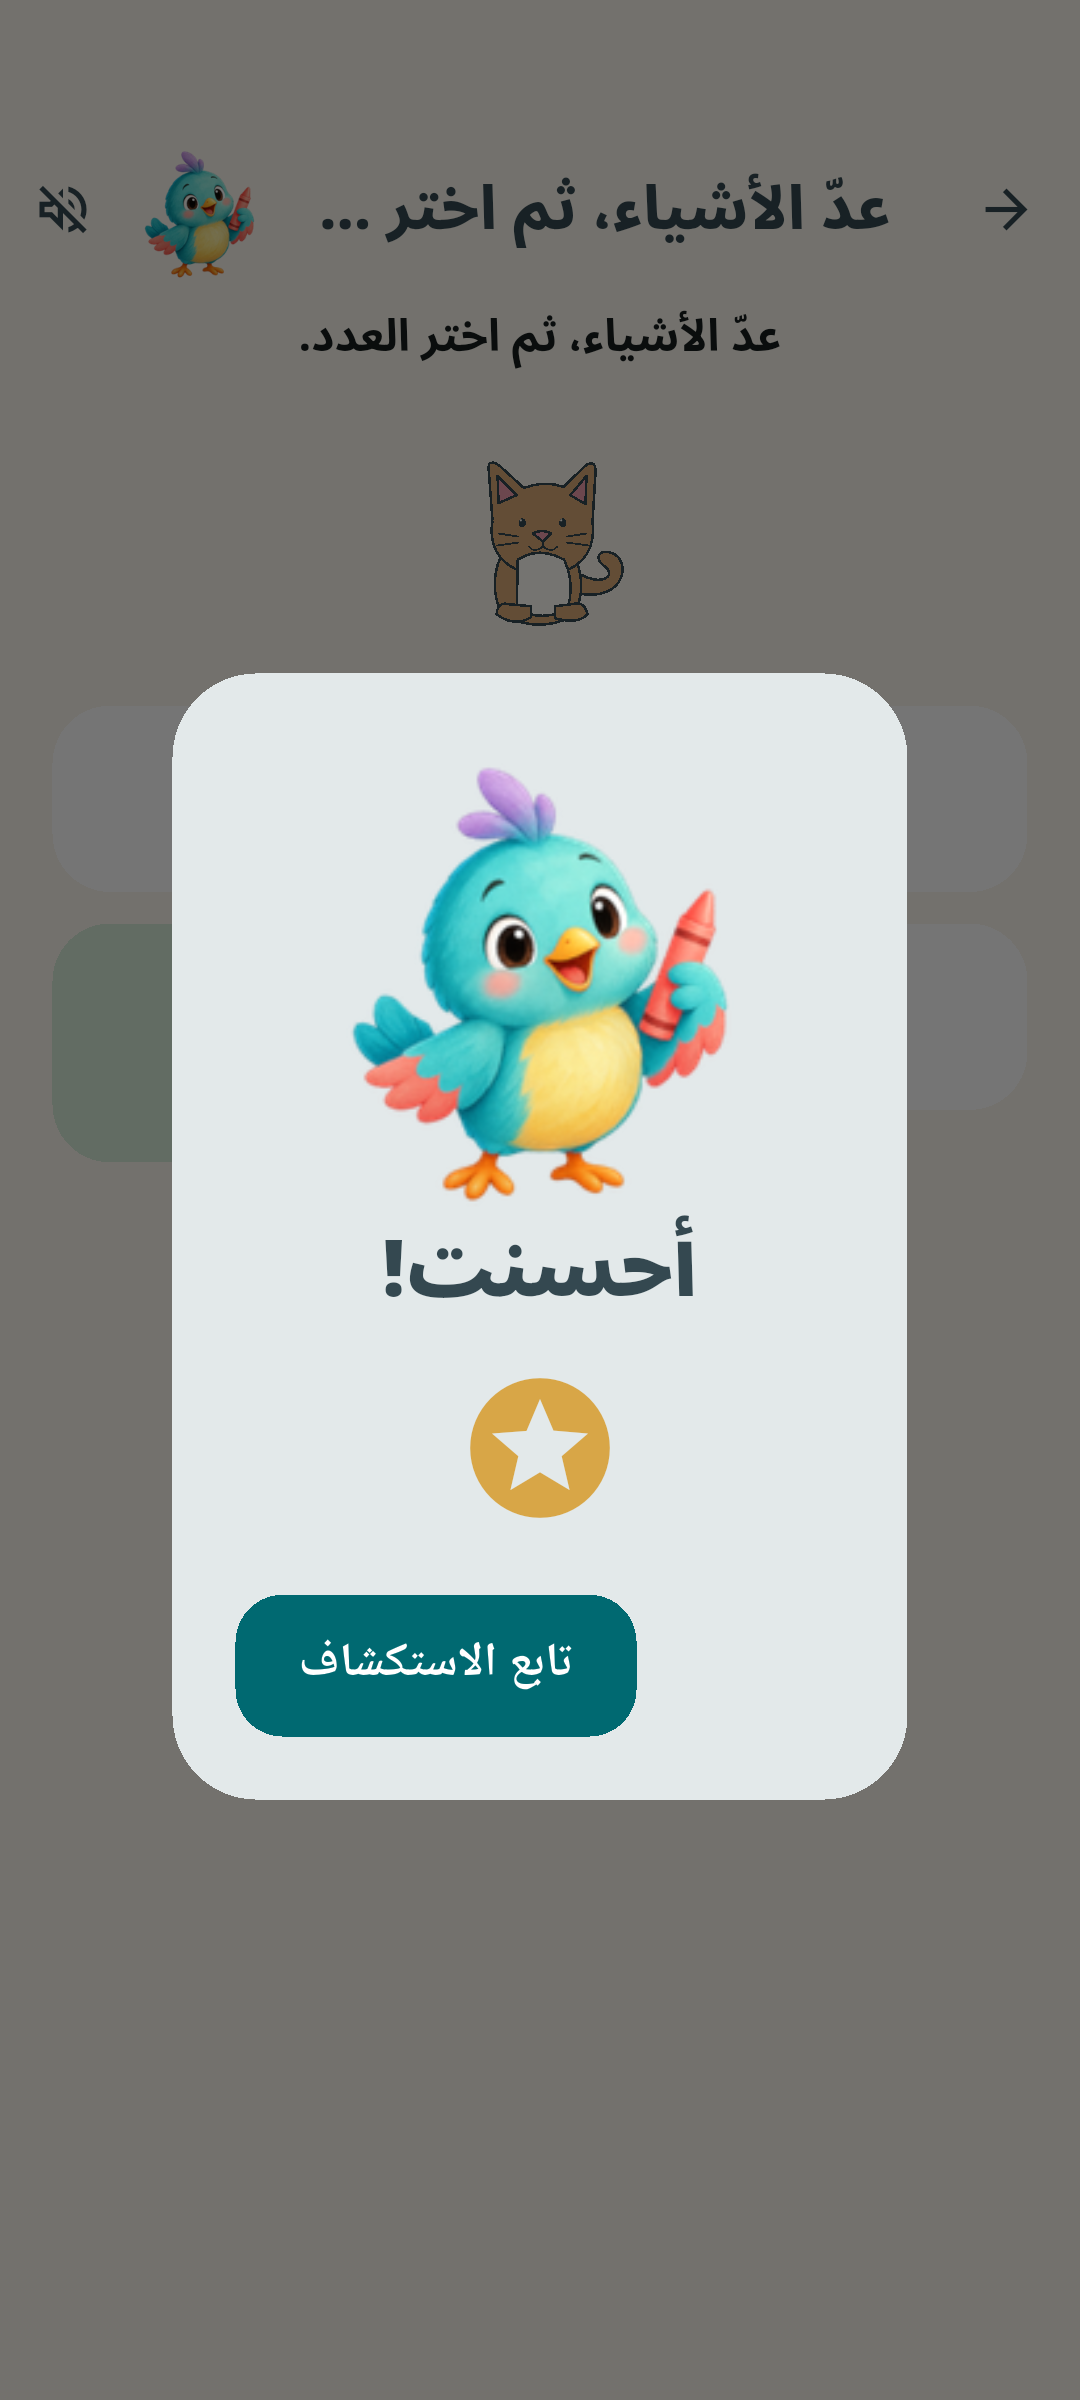 عدّ الأشياء، ثم اختر ...
عدّ الأشياء، ثم اختر العدد.
أحسنت!
تابع الاستكشاف